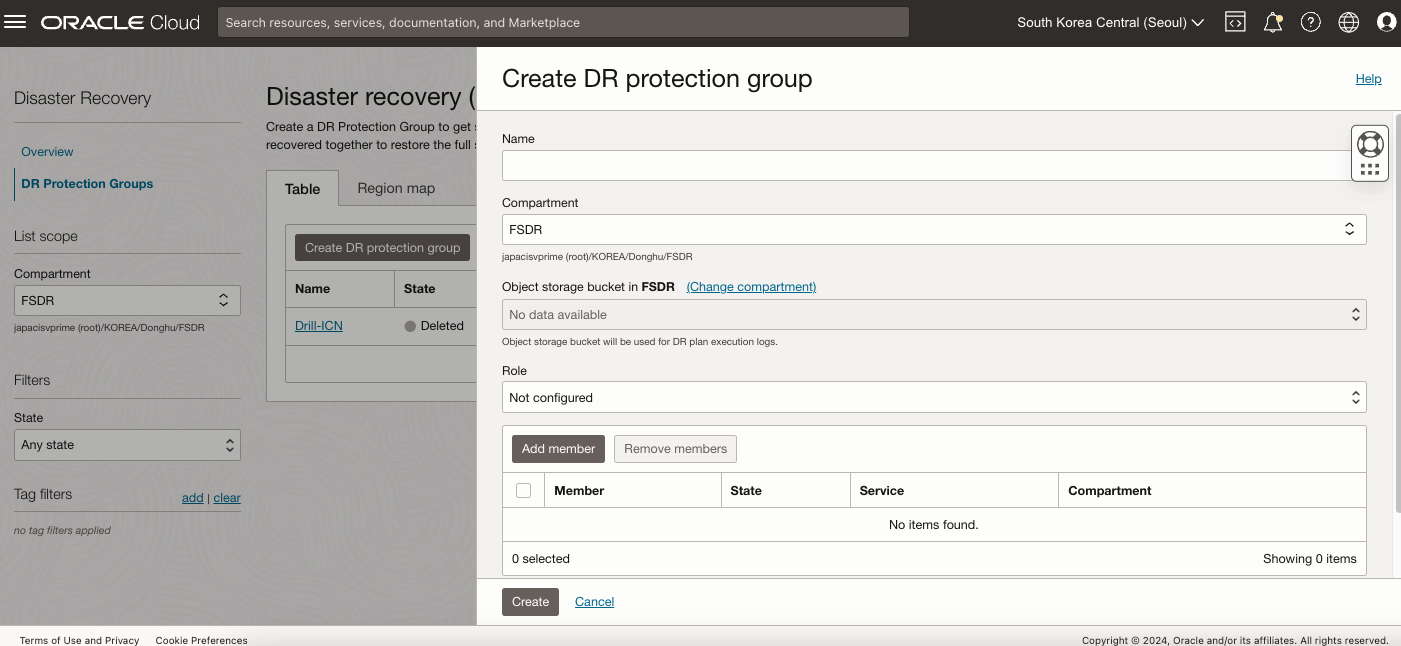 ORACLE Cloud
Search resources, services, documentation, and Marketplace
South Korea Central (Seoul)
Disaster Recovery
Overview
DR Protection Groups
List scope
Compartment
FSDR
japacisvprime (root)/KOREA/Donghu/FSDR
Filters
State
Any state
Tag filters
add | clear
no tag filters applied
Disaster recovery (
Create a DR Protection Group to get
recovered together to restore the full
Table
Region map
Create DR protection group
Name
State
Drill-ICN
Deleted
Create DR protection group
Help
Name
Compartment
FSDR
japacisvprime (root)/KOREA/Donghu/FSDR
Object storage bucket in FSDR (Change compartment)
No data available
Object storage bucket will be used for DR plan execution logs.
Role
Not configured
Add member
Remove members
Member
State
Service
Compartment
No items found.
0 selected
Showing 0 items
Create
Cancel
Terms of Use and Privacy
Cookie Preferences
Copyright © 2024, Oracle and/or its affiliates. All rights reserved.